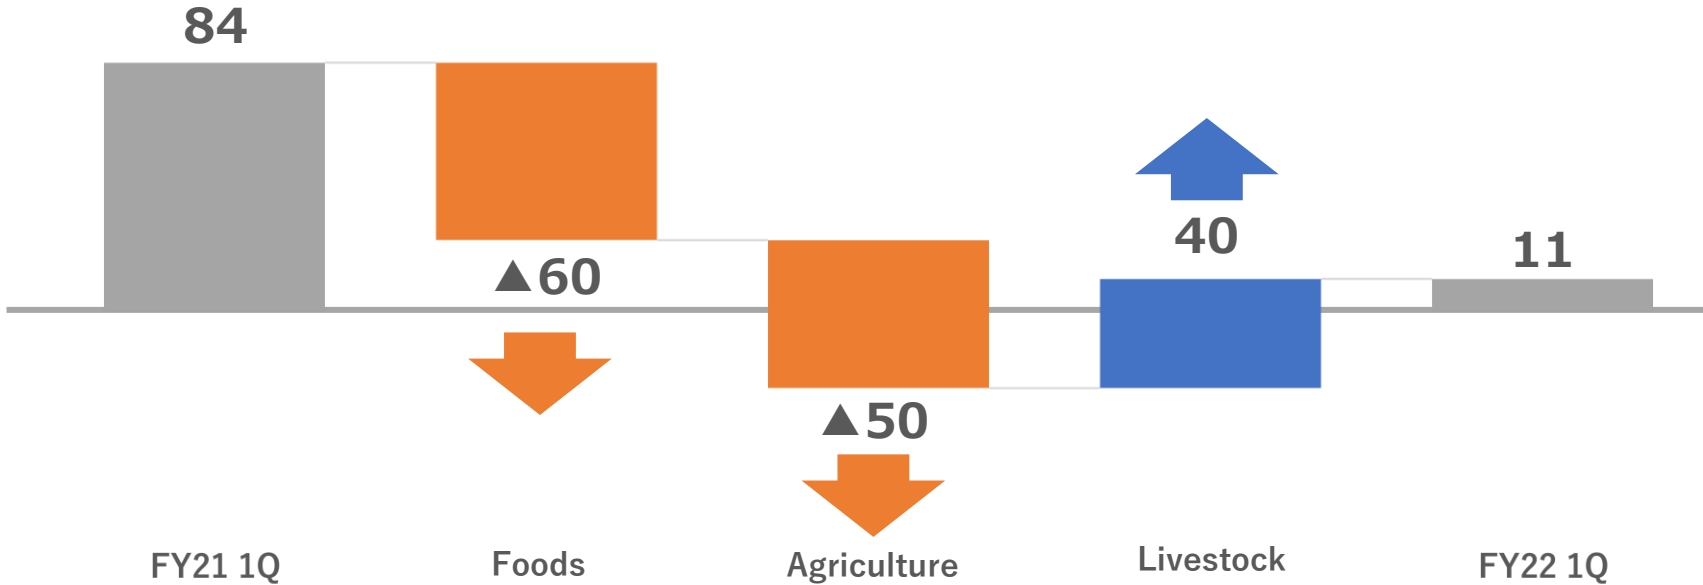 84
▲60
▲50
40
11
FY21 1Q
Foods
Agriculture
Livestock
FY22 1Q